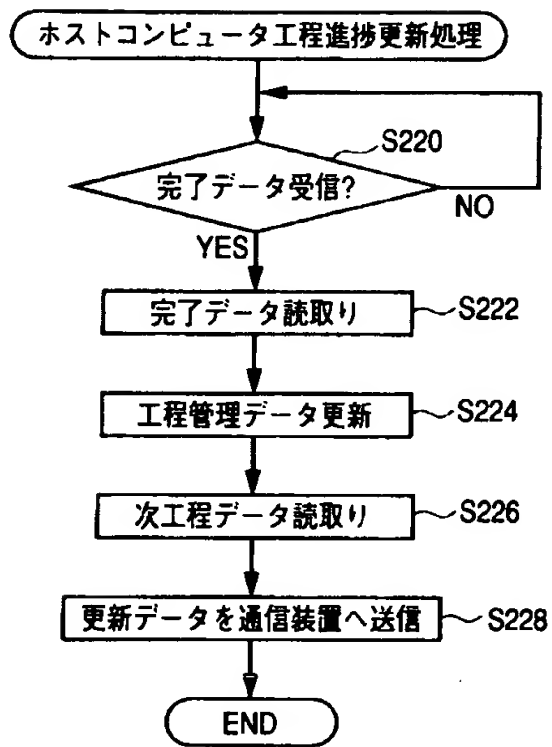 ホストコンピュータ工程進捗更新処理
S220
完了データ受信?
NO
YES
完了データ読取り
S222
工程管理データ更新
S224
次工程データ読取り
S226
更新データを通信装置へ送信
S228
END